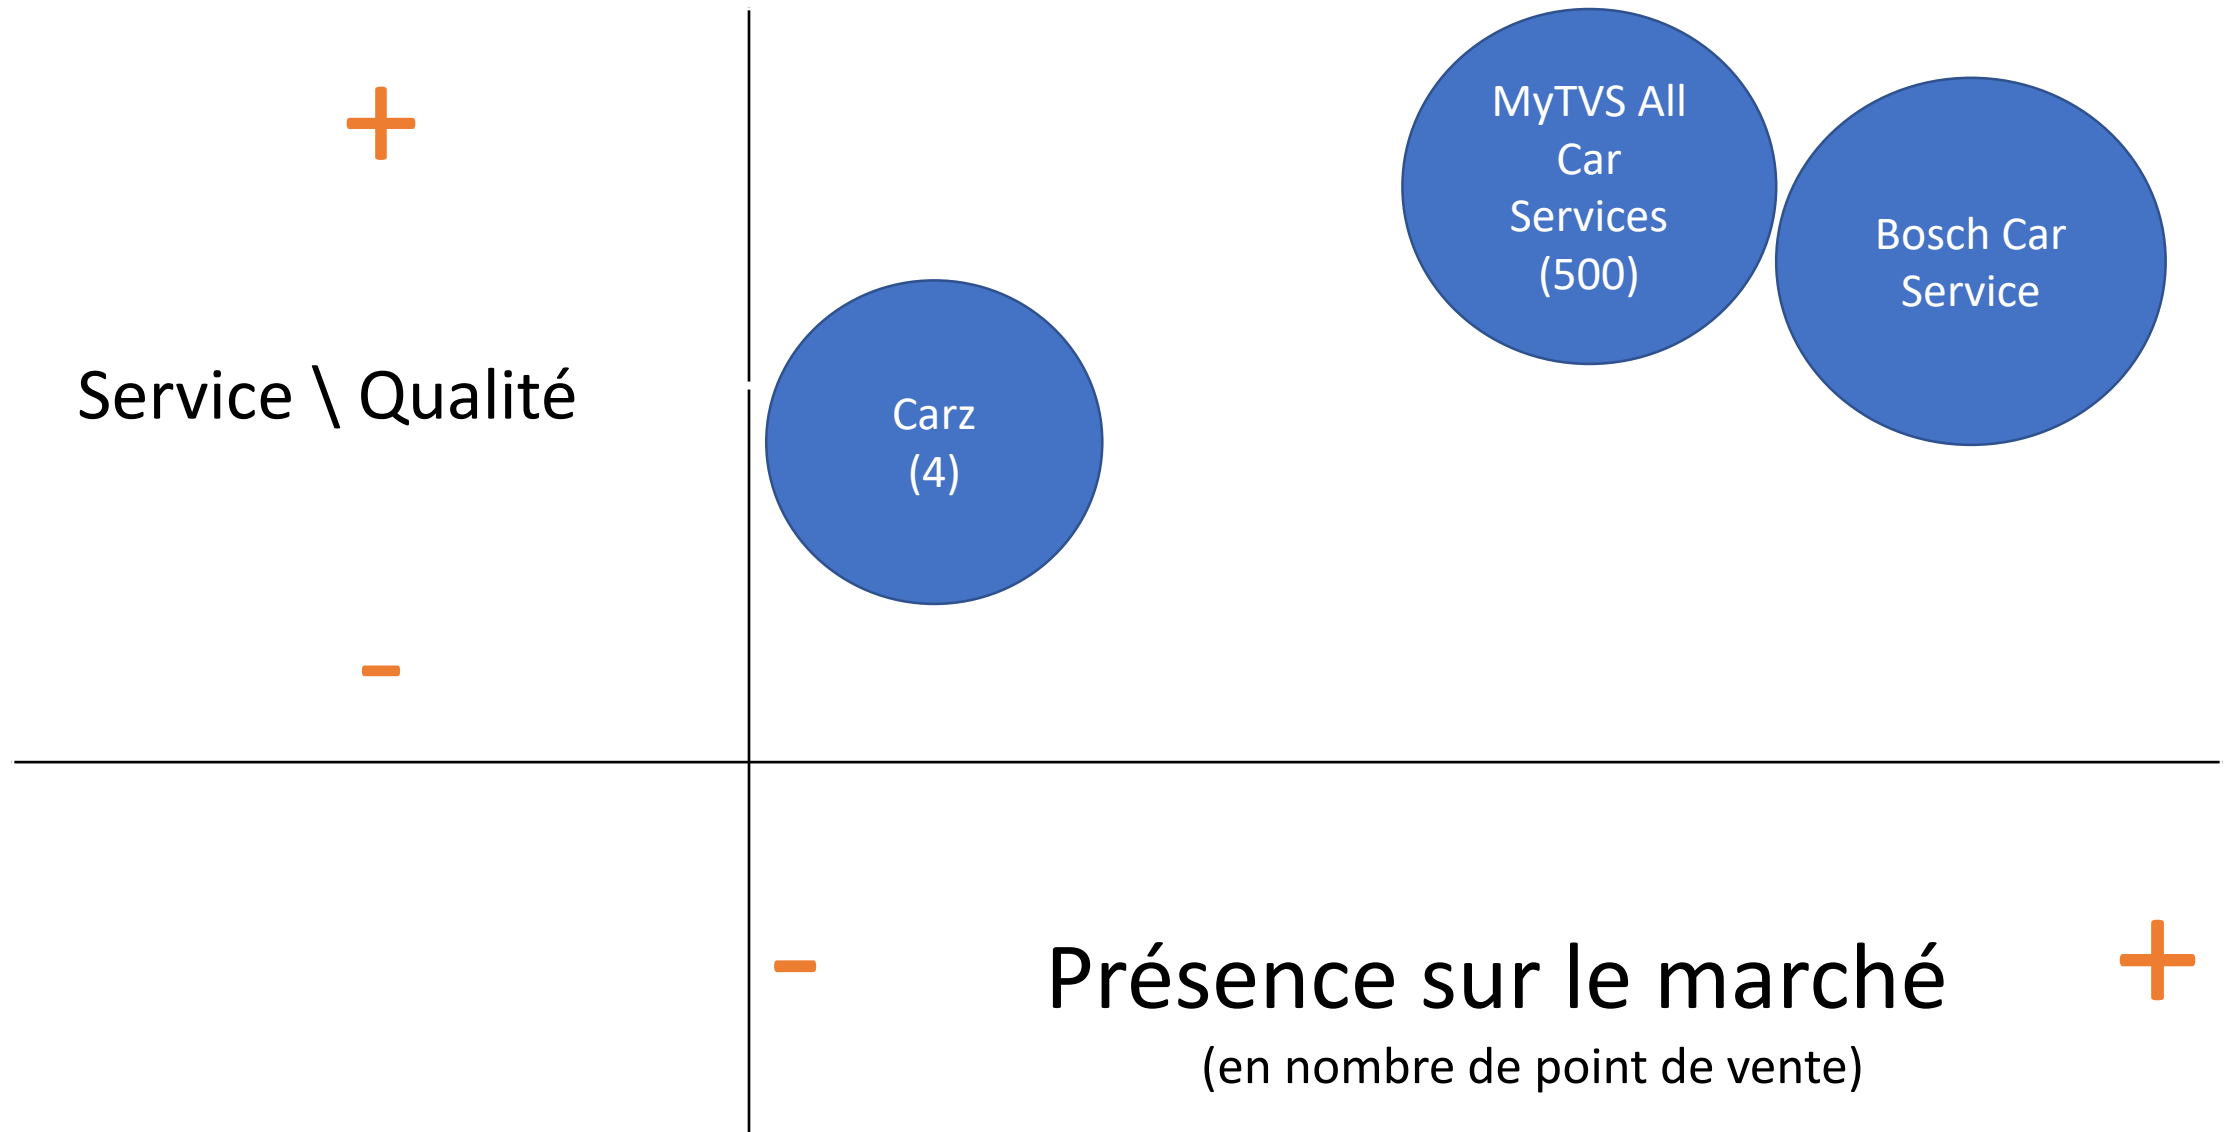 +
MyTVS All
Car
Services
(500)
Bosch Car
Service
Service \ Qualité
Carz
(4)
-
-
Présence sur le marché
+
(en nombre de point de vente)